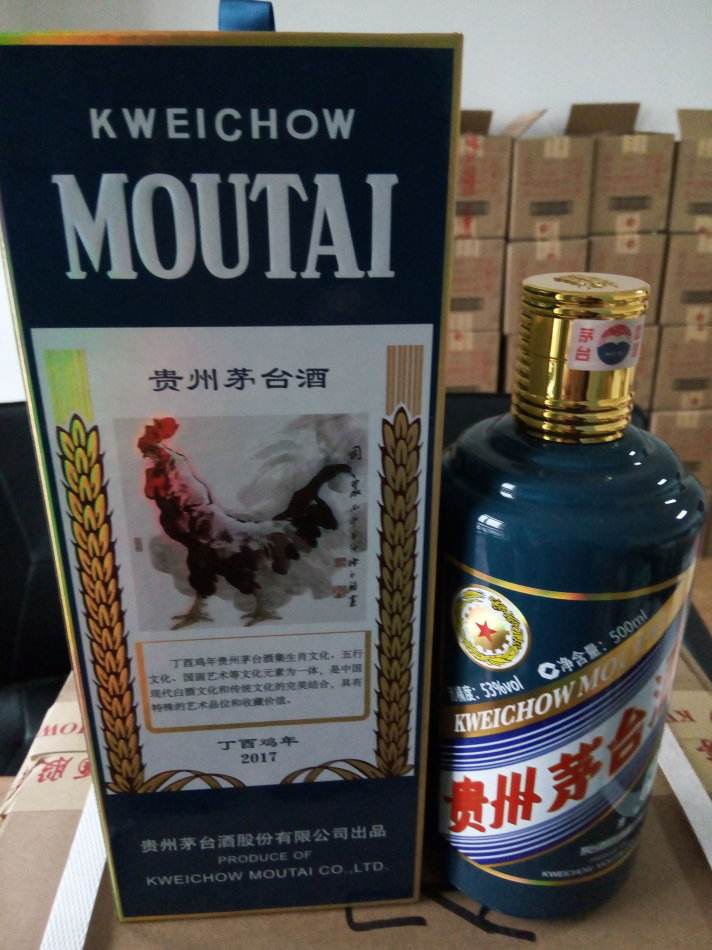 KWEICHOW
MOUTAI
贵州茅台酒
丁酉鸡年贵州茅台酒集生肖文化、五行
文化、国画艺术等文化元素为一体，是中国
现代白酒文化和传统文化的完美结合，具有
特殊的艺术品位和收藏价值。
丁酉鸡年
2017
贵州茅台酒股份有限公司出品
PRODUCE OF
KWEICHOW MOUTAI CO.,LTD.
茅台
净含量：500ml
53%vol
KWEICHOW MOUTAI
贵州茅台酒
KWEICHOW